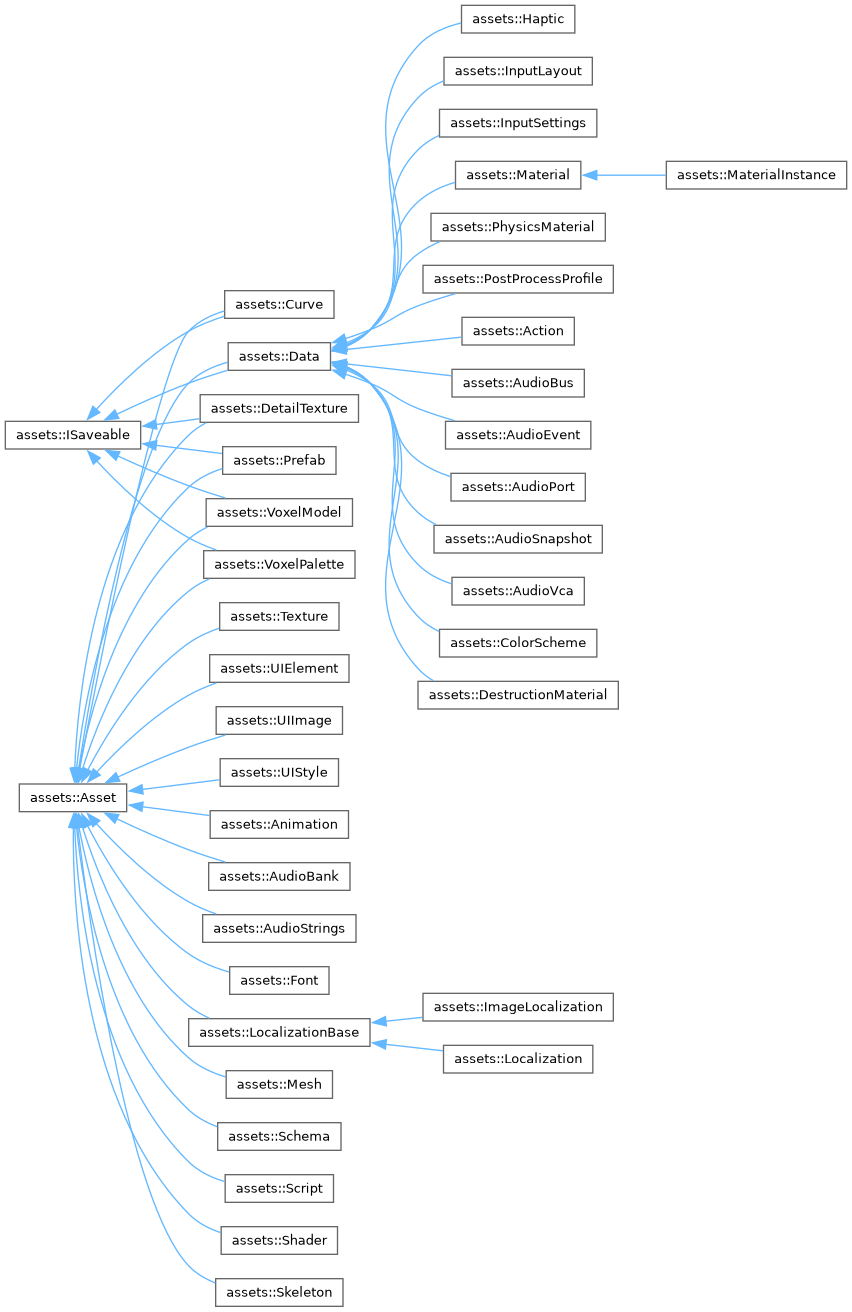 assets::Haptic
assets::InputLayout
assets::InputSettings
assets::Material
assets::MaterialInstance
assets::PhysicsMaterial
assets::PostProcessProfile
assets::Curve
assets::Action
assets::Data
assets::AudioBus
assets::DetailTexture
assets::ISaveable
assets::AudioEvent
assets::Prefab
assets::AudioPort
assets::VoxelModel
assets::AudioSnapshot
assets::VoxelPalette
assets::AudioVca
assets::Texture
assets::ColorScheme
assets::UIElement
assets::DestructionMaterial
assets::UIImage
assets::UIStyle
assets::Asset
assets::Animation
assets::AudioBank
assets::AudioStrings
assets::Font
assets::ImageLocalization
assets::LocalizationBase
assets::Localization
assets::Mesh
assets::Schema
assets::Script
assets::Shader
assets::Skeleton